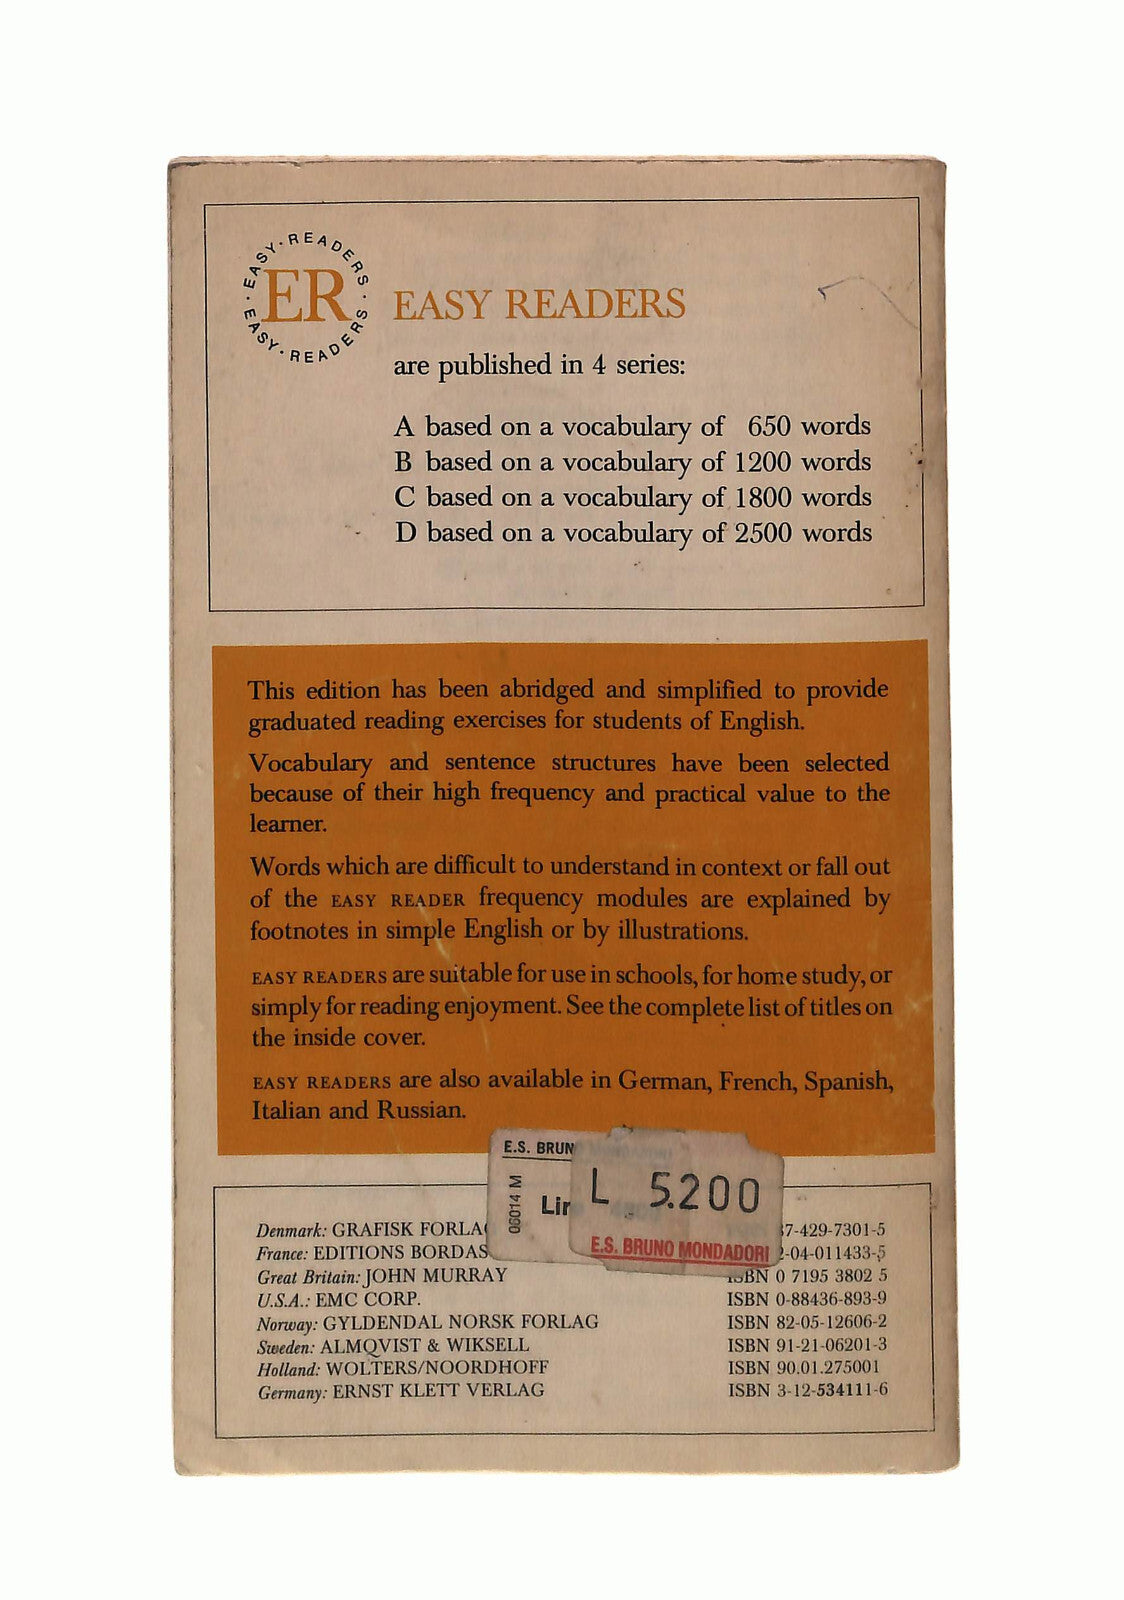 EASY · READERS ·
EASY · READERS ·
ER
EASY READERS
are published in 4 series:
A based on a vocabulary of 650 words
B based on a vocabulary of 1200 words
C based on a vocabulary of 1800 words
D based on a vocabulary of 2500 words
This edition has been abridged and simplified to provide
graduated reading exercises for students of English.
Vocabulary and sentence structures have been selected
because of their high frequency and practical value to the
learner.
Words which are difficult to understand in context or fall out
of the EASY READER frequency modules are explained by
footnotes in simple English or by illustrations.
EASY READERS are suitable for use in schools, for home study, or
simply for reading enjoyment. See the complete list of titles on
the inside cover.
EASY READERS are also available in German, French, Spanish,
Italian and Russian.
E.S. BRUN
06014 M
Lir
L 5.200
E.S. BRUNO MONDADORI
Denmark: GRAFISK FORLA 7-429-7301-5
France: EDITIONS BORDAS -04-011433-5
Great Britain: JOHN MURRAY ISBN 0 7195 3802 5
U.S.A.: EMC CORP. ISBN 0-88436-893-9
Norway: GYLDENDAL NORSK FORLAG ISBN 82-05-12606-2
Sweden: ALMQVIST & WIKSELL ISBN 91-21-06201-3
Holland: WOLTERS/NOORDHOFF ISBN 90.01.275001
Germany: ERNST KLETT VERLAG ISBN 3-12-534111-6